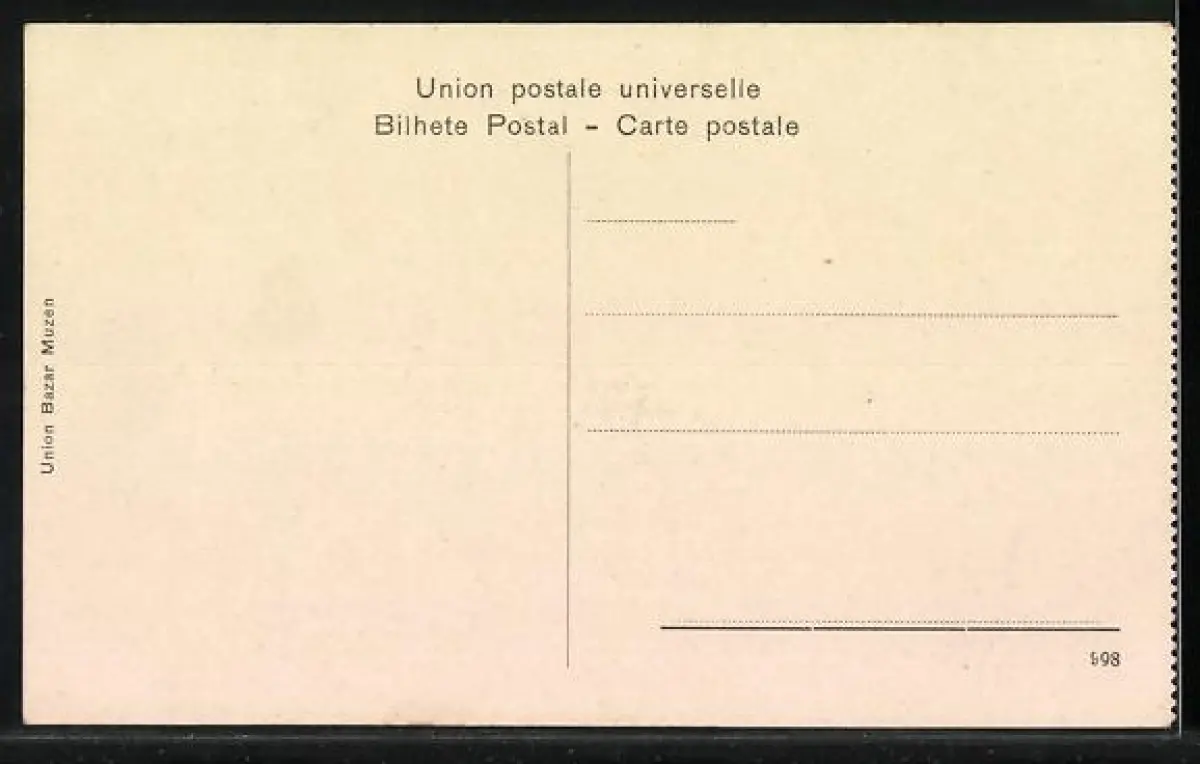 Union postale universelle
Bilhete Postal - Carte postale
Union Bazar Muzen
998